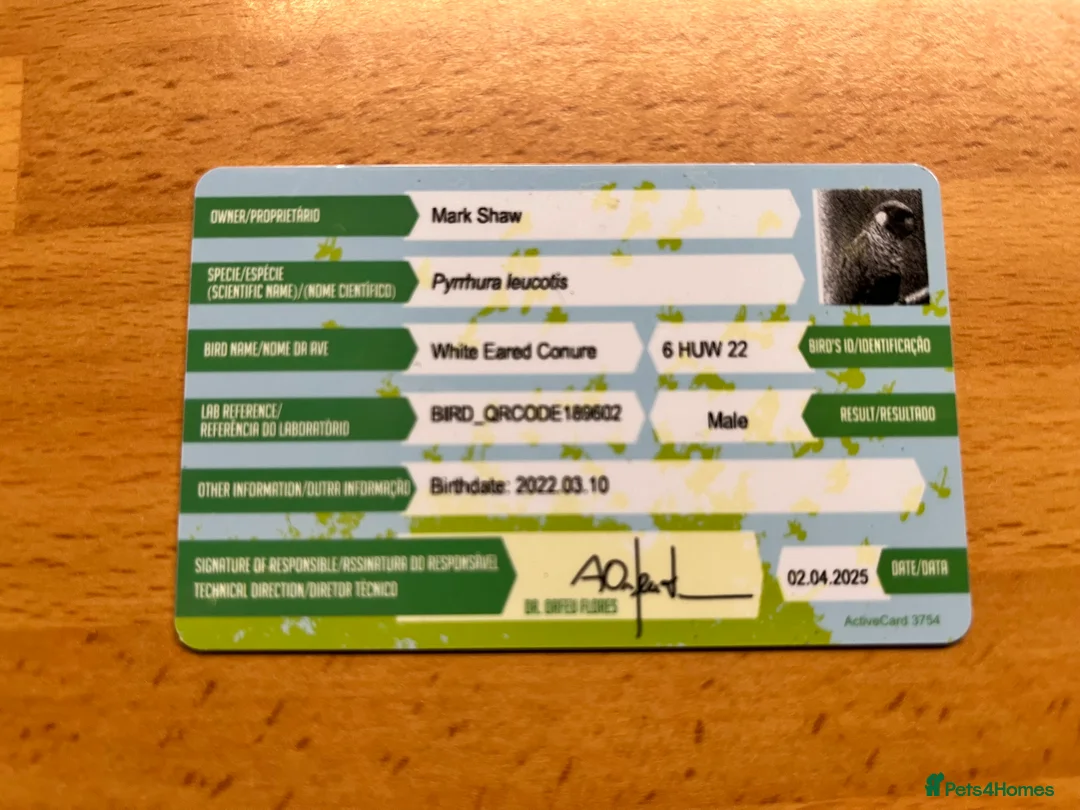 OWNER/PROPRIETÁRIO
Mark Shaw
SPECIE/ESPÉCIE
(SCIENTIFIC NAME)/(NOME CIENTÍFICO)
Pyrrhura leucotis
BIRD NAME/NOME DA AVE
White Eared Conure
6 HUW 22
BIRD'S ID/IDENTIFICAÇÃO
LAB REFERENCE/
REFERÊNCIA DO LABORATÓRIO
BIRD_QRCODE189602
Male
RESULT/RESULTADO
OTHER INFORMATION/OUTRA INFORMAÇÃO
Birthdate: 2022.03.10
SIGNATURE OF RESPONSIBLE/ASSINATURA DO RESPONSÁVEL
TECHNICAL DIRECTION/DIRETOR TÉCNICO
DR. ORFEU FLORES
02.04.2025
DATE/DATA
ActiveCard 3754
Pets4Homes